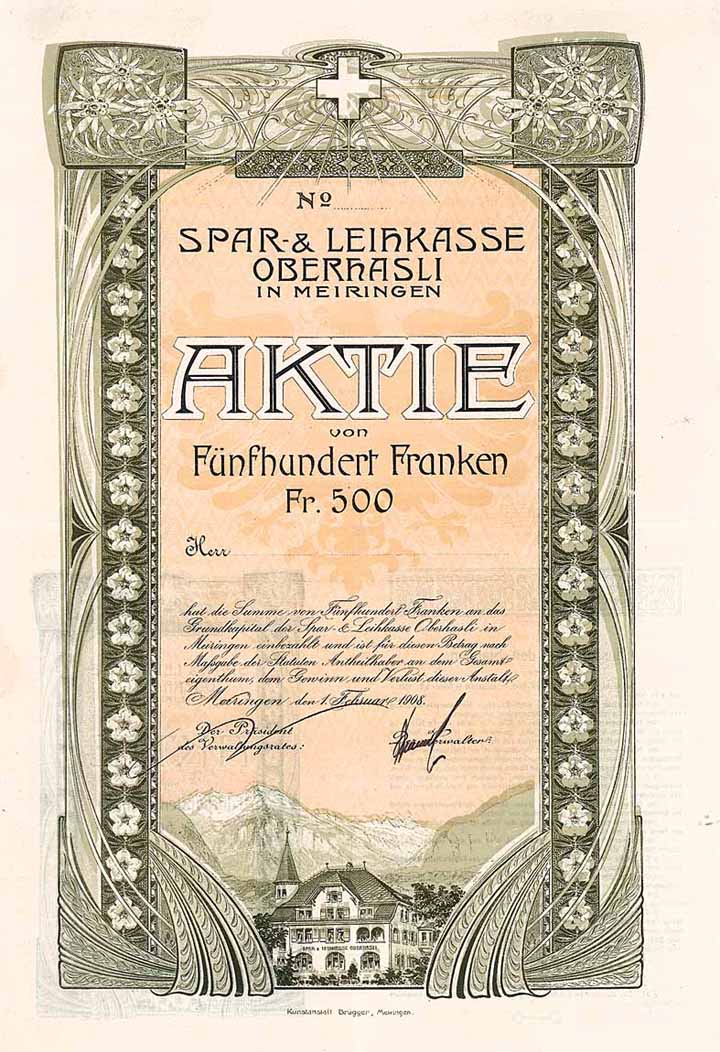 No
SPAR-& LEIHKASSE
OBERHASLI
IN MEIRINGEN
AKTIE
von
Fünfhundert Franken
Fr. 500
Herr
hat die Summe von Fünfhundert Franken an das
Grundkapital der Spar- & Leihkasse Oberhasli in
Meiringen einbezahlt und ist für diesen Betrag nach
Maßgabe der Statuten Antheilhaber an dem Gesamt-
eigenthum, dem Gewinn und Verlust dieser Anstalt.
Meiringen den 1. Februar 1908.
Der Präsident
des Verwaltungsrates:
Verwalter:
SPAR & LEIHKASSE OBERHASLI
Kunstanstalt Brügger, Meiringen.